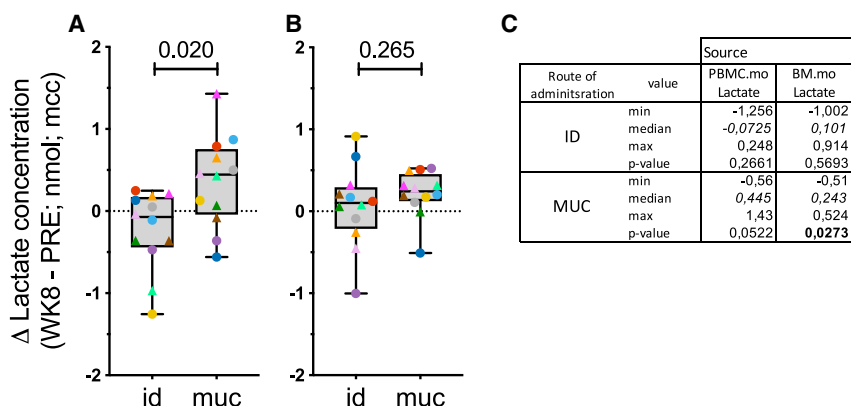 A
B
C
Δ Lactate concentration
(WK8 - PRE; nmol; mcc)
2
1
0
-1
-2
0.020
id muc
2
1
0
-1
-2
0.265
id muc
Source
Route of adminitsration value PBMC.mo Lactate BM.mo Lactate
ID
min -1,256 -1,002
median -0,0725 0,101
max 0,248 0,914
p-value 0,2661 0,5693
MUC
min -0,56 -0,51
median 0,445 0,243
max 1,43 0,524
p-value 0,0522 0,0273